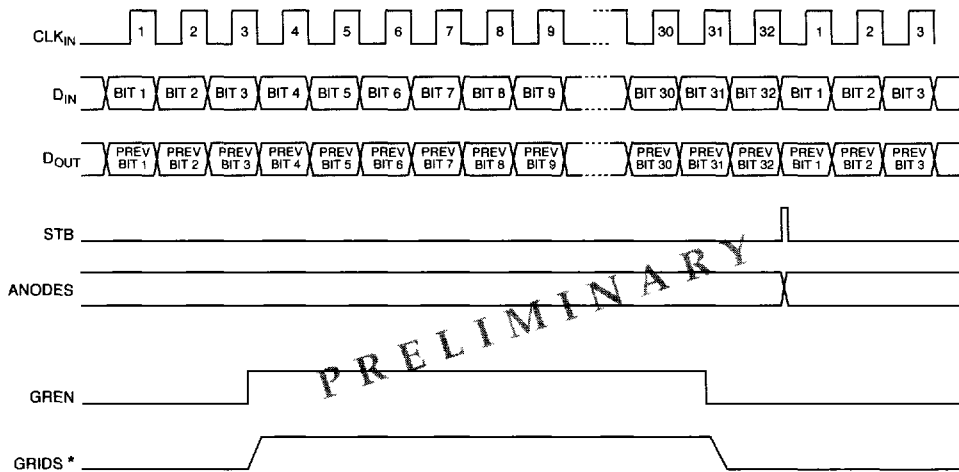 CLKIN 1 2 3 4 5 6 7 8 9 30 31 32 1 2 3
DIN BIT 1 BIT 2 BIT 3 BIT 4 BIT 5 BIT 6 BIT 7 BIT 8 BIT 9 BIT 30 BIT 31 BIT 32 BIT 1 BIT 2 BIT 3
DOUT PREV BIT 1 PREV BIT 2 PREV BIT 3 PREV BIT 4 PREV BIT 5 PREV BIT 6 PREV BIT 7 PREV BIT 8 PREV BIT 9 PREV BIT 30 PREV BIT 31 PREV BIT 32 PREV BIT 1 PREV BIT 2 PREV BIT 3
STB
ANODES
PRELIMINARY
GREN
GRIDS *